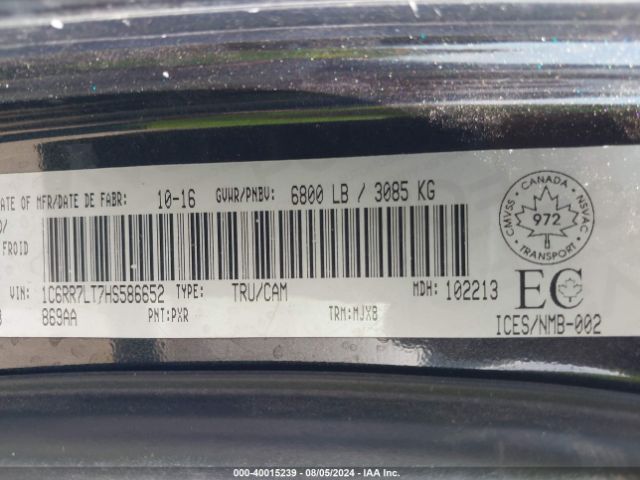 ATE OF MFR/DATE DE FABR: 10-16 GVWR/PNBV: 6800 LB / 3085 KG
FROID
VIN: 1C6RR7LT7HS586652 TYPE: TRU/CAM MDH: 102213
869AA PNT:PXR TRM:MJX8
CANADA
CMVSS 972 NSVAC
TRANSPORT
EC
ICES/NMB-002
000-40015239 - 08/05/2024 - IAA Inc.